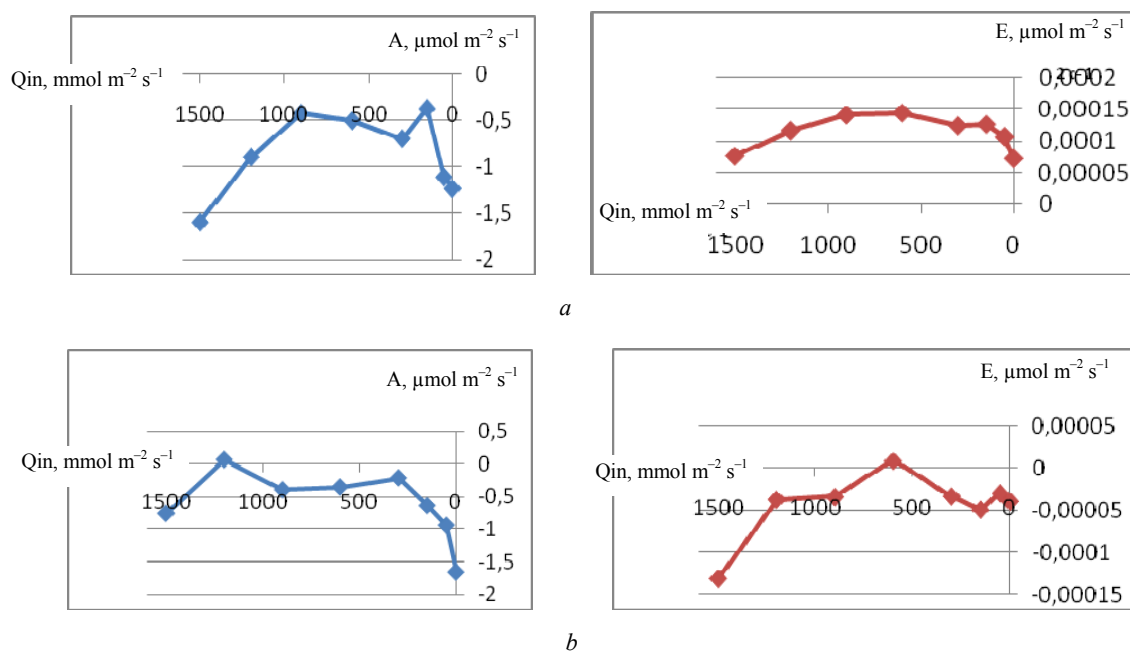 A, µmol m⁻² s⁻¹
Qin, mmol m⁻² s⁻¹
0
1500 1000 500 0
-0,5
-1
-1,5
-2
E, µmol m⁻² s⁻¹
0,0002
0,00015
0,0001
0,00005
0
Qin, mmol m⁻² s⁻¹
1500 1000 500 0
a
A, µmol m⁻² s⁻¹
0,5
Qin, mmol m⁻² s⁻¹
0
1500 1000 500 0
-0,5
-1
-1,5
-2
E, µmol m⁻² s⁻¹
0,00005
Qin, mmol m⁻² s⁻¹
0
1500 1000 500 0
-0,00005
-0,0001
-0,00015
b